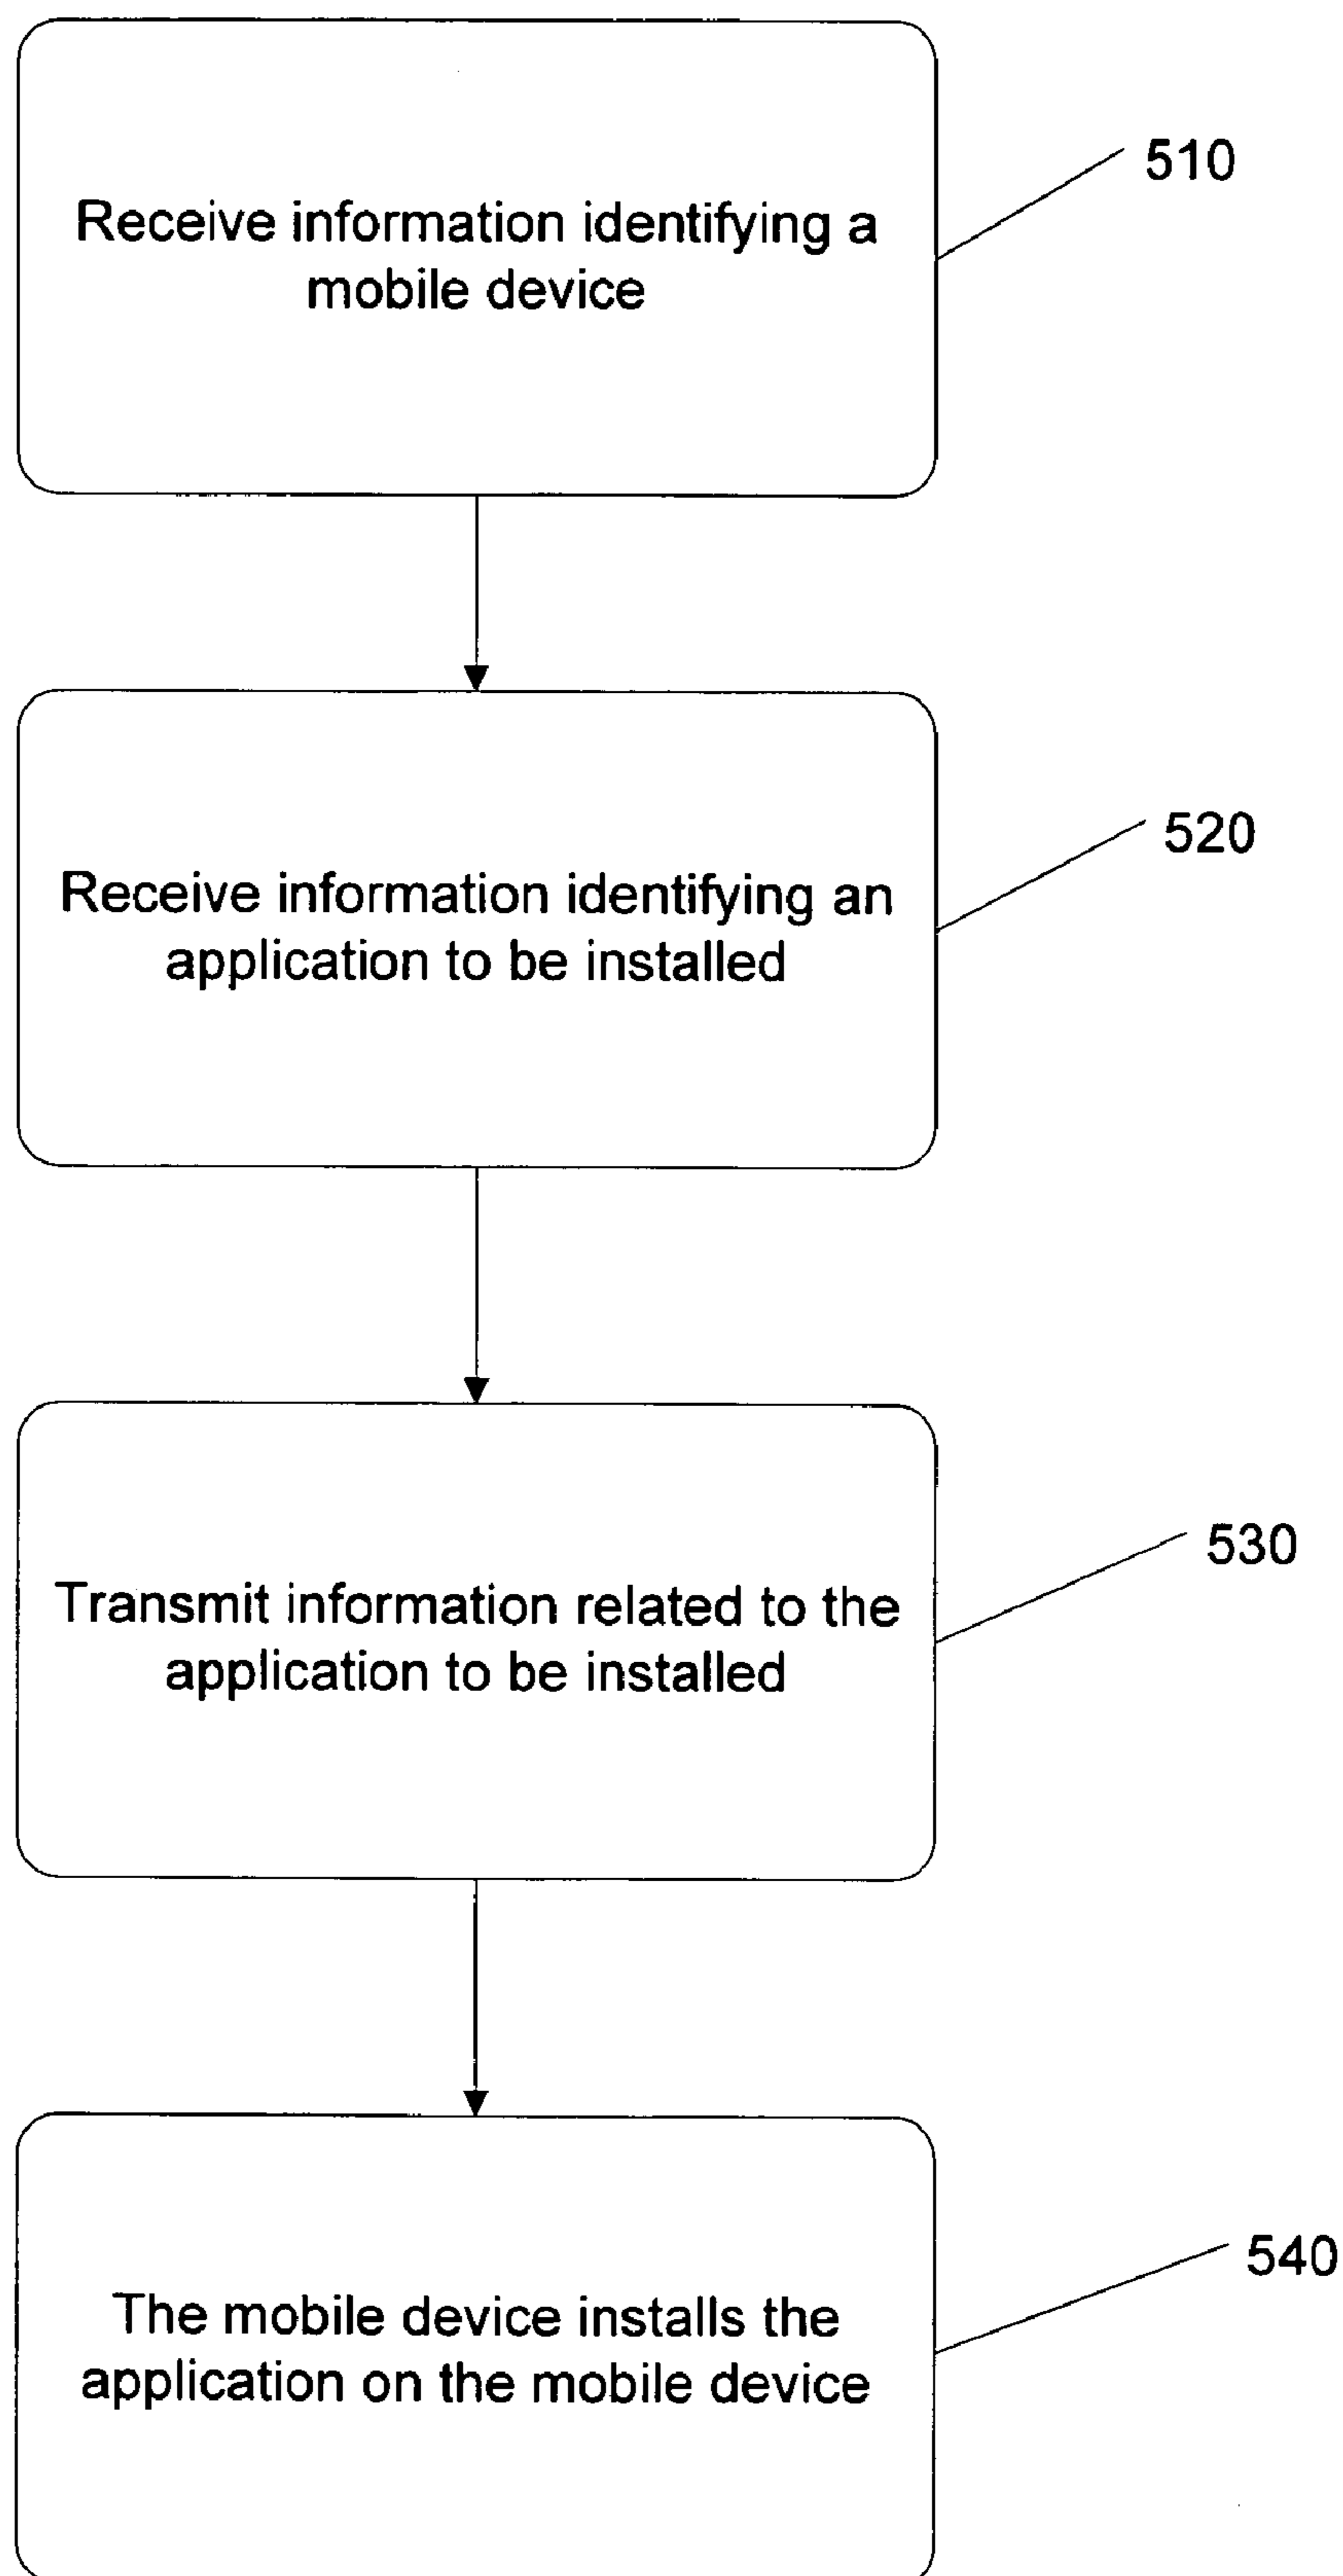 Receive information identifying a
mobile device
510
Receive information identifying an
application to be installed
520
Transmit information related to the
application to be installed
530
The mobile device installs the
application on the mobile device
540